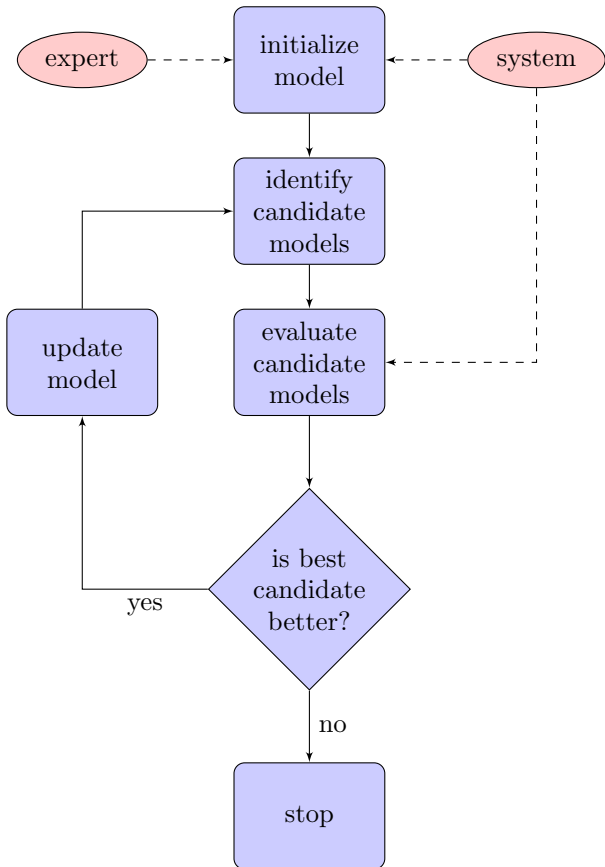 expert
initialize
model
system
identify
candidate
models
update
model
evaluate
candidate
models
is best
candidate
better?
yes
no
stop